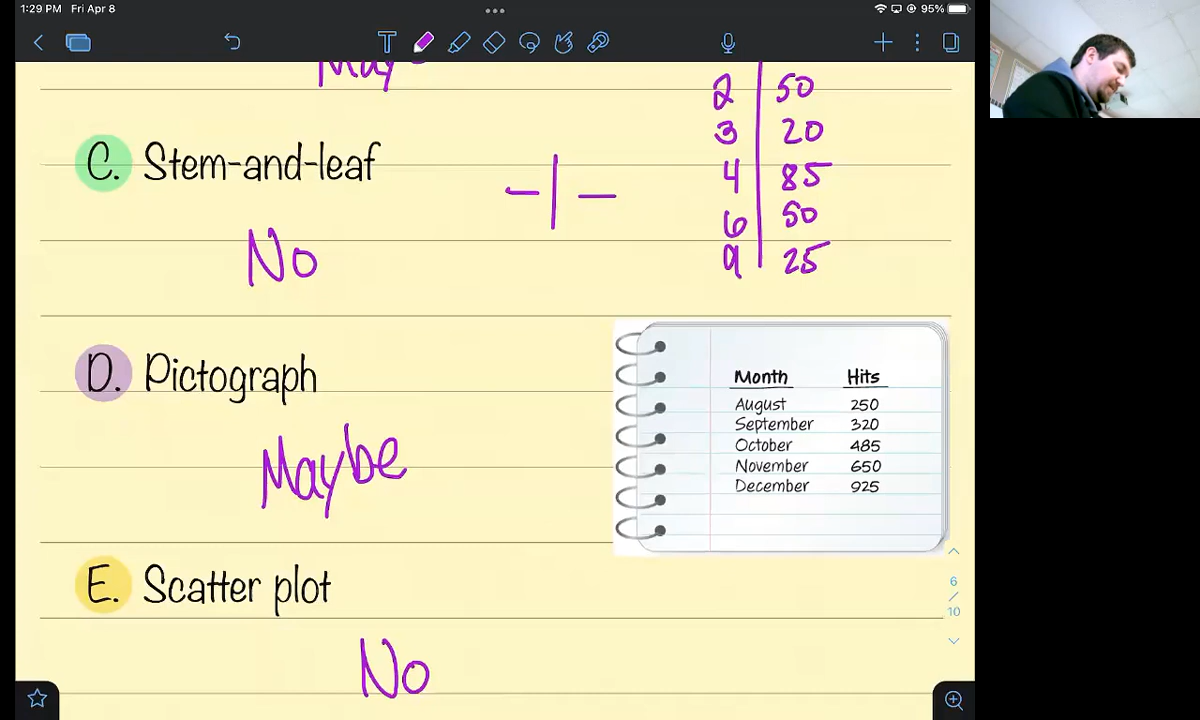 1:29 PM Fri Apr 8
95%
2 | 50
3 | 20
4 | 85
6 | 50
9 | 25
C. Stem-and-leaf
No
D. Pictograph
Maybe
Month Hits
August 250
September 320
October 485
November 650
December 925
E. Scatter plot
No
6
/
10